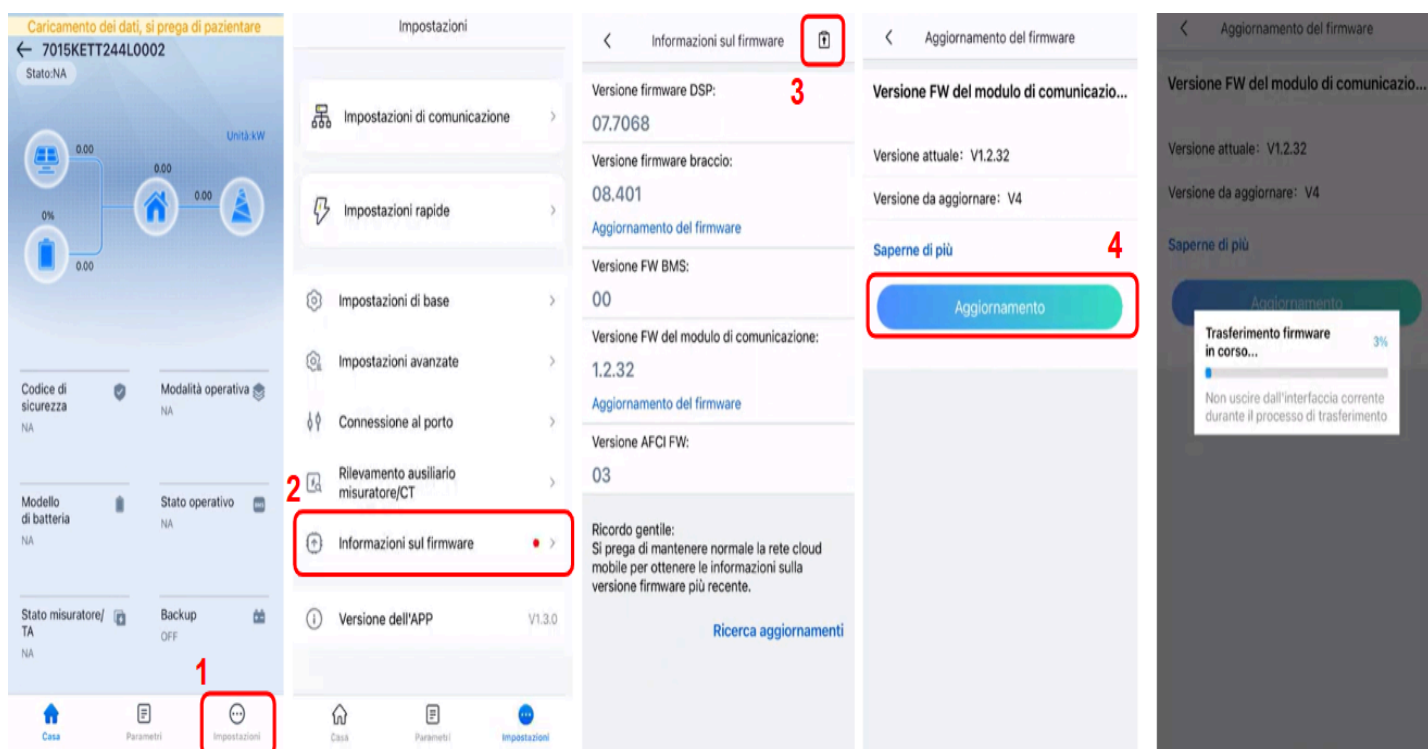 Caricamento dei dati, si prega di pazientare
← 7015KETT244L0002
Stato:NA
Unità:kW
0.00
0.00
0.00
0%
0.00
Codice di
sicurezza
NA
Modalità operativa
NA
Modello
di batteria
NA
Stato operativo
NA
Stato misuratore/
TA
NA
Backup
OFF
1
Casa
Parametri
Impostazioni
Impostazioni
Impostazioni di comunicazione
Impostazioni rapide
Impostazioni di base
Impostazioni avanzate
Connessione al porto
Rilevamento ausiliario
misuratore/CT
2
Informazioni sul firmware
Versione dell'APP V1.3.0
Casa
Parametri
Impostazioni
Informazioni sul firmware
3
Versione firmware DSP:
07.7068
Versione firmware braccio:
08.401
Aggiornamento del firmware
Versione FW BMS:
00
Versione FW del modulo di comunicazione:
1.2.32
Aggiornamento del firmware
Versione AFCI FW:
03
Ricordo gentile:
Si prega di mantenere normale la rete cloud
mobile per ottenere le informazioni sulla
versione firmware più recente.
Ricerca aggiornamenti
Aggiornamento del firmware
Versione FW del modulo di comunicazio...
Versione attuale: V1.2.32
Versione da aggiornare: V4
Saperne di più
4
Aggiornamento
Aggiornamento del firmware
Versione FW del modulo di comunicazio...
Versione attuale: V1.2.32
Versione da aggiornare: V4
Saperne di più
Aggiornamento
Trasferimento firmware
in corso...
3%
Non uscire dall'interfaccia corrente
durante il processo di trasferimento